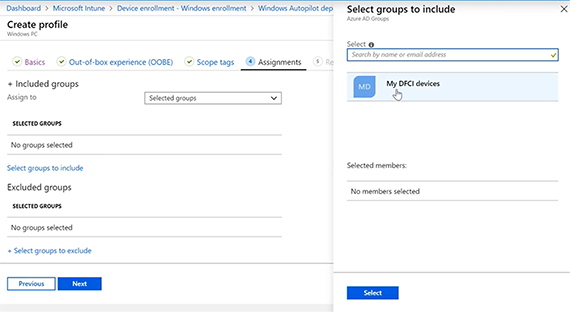 Dashboard > Microsoft Intune > Device enrollment - Windows enrollment > Windows Autopilot dep
Create profile
Windows PC
Basics
Out-of-box experience (OOBE)
Scope tags
4 Assignments
5
+ Included groups
Assign to
Selected groups
SELECTED GROUPS
No groups selected
Select groups to include
Excluded groups
SELECTED GROUPS
No groups selected
+ Select groups to exclude
Previous
Next
Select groups to include
Azure AD Groups
Select
Search by name or email address
MD
My DFCI devices
Selected members:
No members selected
Select